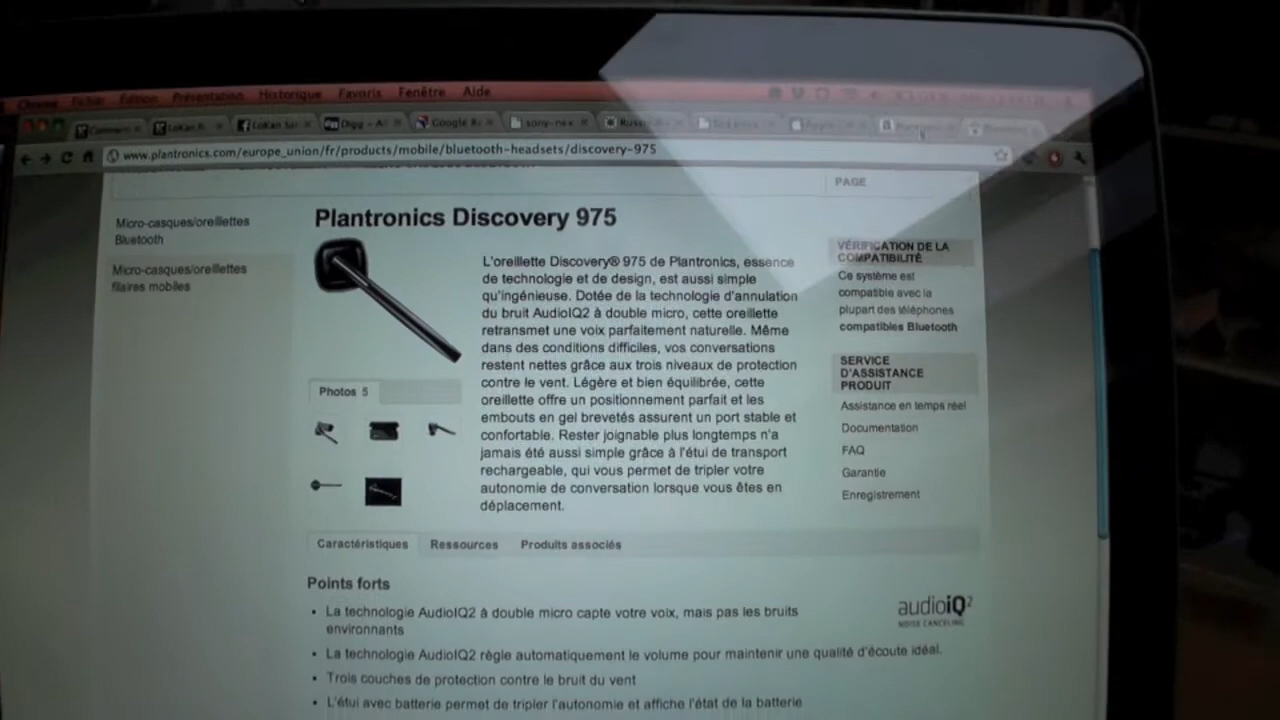 Chrome Fichier Édition Présentation Historique Favoris Fenêtre Aide
Digg
Google
sony-nex
www.plantronics.com/europe_union/fr/products/mobile/bluetooth-headsets/discovery-975
PAGE
Micro-casques/oreillettes
Bluetooth
Micro-casques/oreillettes
filaires mobiles
Plantronics Discovery 975
L'oreillette Discovery® 975 de Plantronics, essence
de technologie et de design, est aussi simple
qu'ingénieuse. Dotée de la technologie d'annulation
du bruit AudioIQ2 à double micro, cette oreillette
retransmet une voix parfaitement naturelle. Même
dans des conditions difficiles, vos conversations
restent nettes grâce aux trois niveaux de protection
contre le vent. Légère et bien équilibrée, cette
oreillette offre un positionnement parfait et les
embouts en gel brevetés assurent un port stable et
confortable. Rester joignable plus longtemps n'a
jamais été aussi simple grâce à l'étui de transport
rechargeable, qui vous permet de tripler votre
autonomie de conversation lorsque vous êtes en
déplacement.
Photos 5
VÉRIFICATION DE LA
COMPATIBILITÉ
Ce système est
compatible avec la
plupart des téléphones
compatibles Bluetooth
SERVICE
D'ASSISTANCE
PRODUIT
Assistance en temps réel
Documentation
FAQ
Garantie
Enregistrement
Caractéristiques Ressources Produits associés
Points forts
• La technologie AudioIQ2 à double micro capte votre voix, mais pas les bruits
environnants
• La technologie AudioIQ2 règle automatiquement le volume pour maintenir une qualité d'écoute idéal.
• Trois couches de protection contre le bruit du vent
• L'étui avec batterie permet de tripler l'autonomie et affiche l'état de la batterie
audioiQ²
NOISE CANCELING